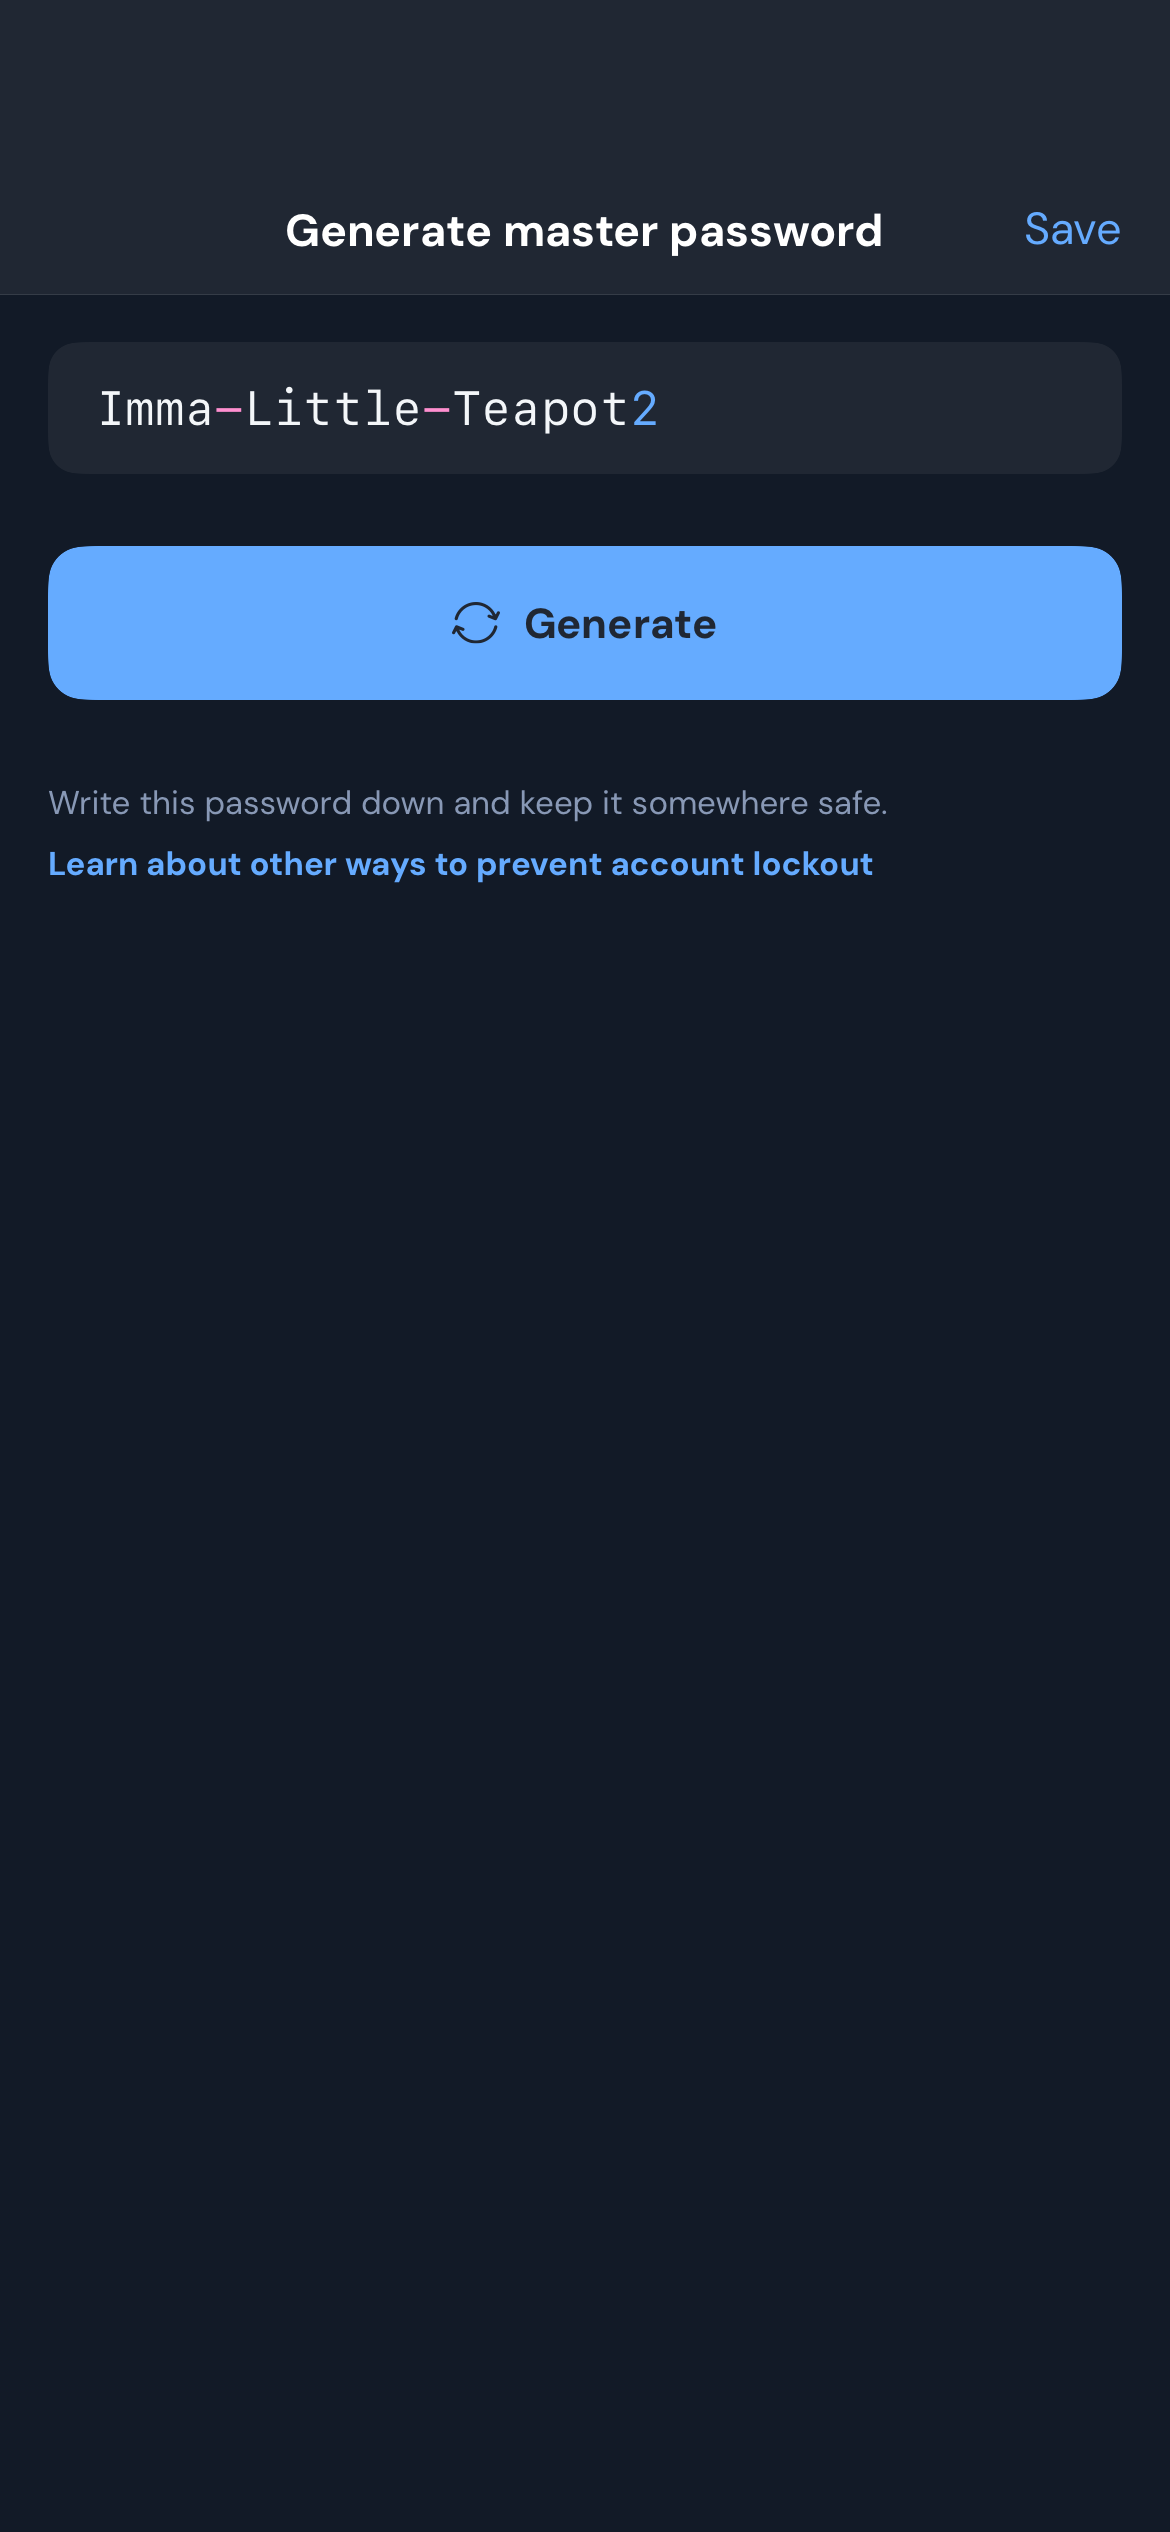 Generate master password
Save
Imma-Little-Teapot2
Generate
Write this password down and keep it somewhere safe.
Learn about other ways to prevent account lockout